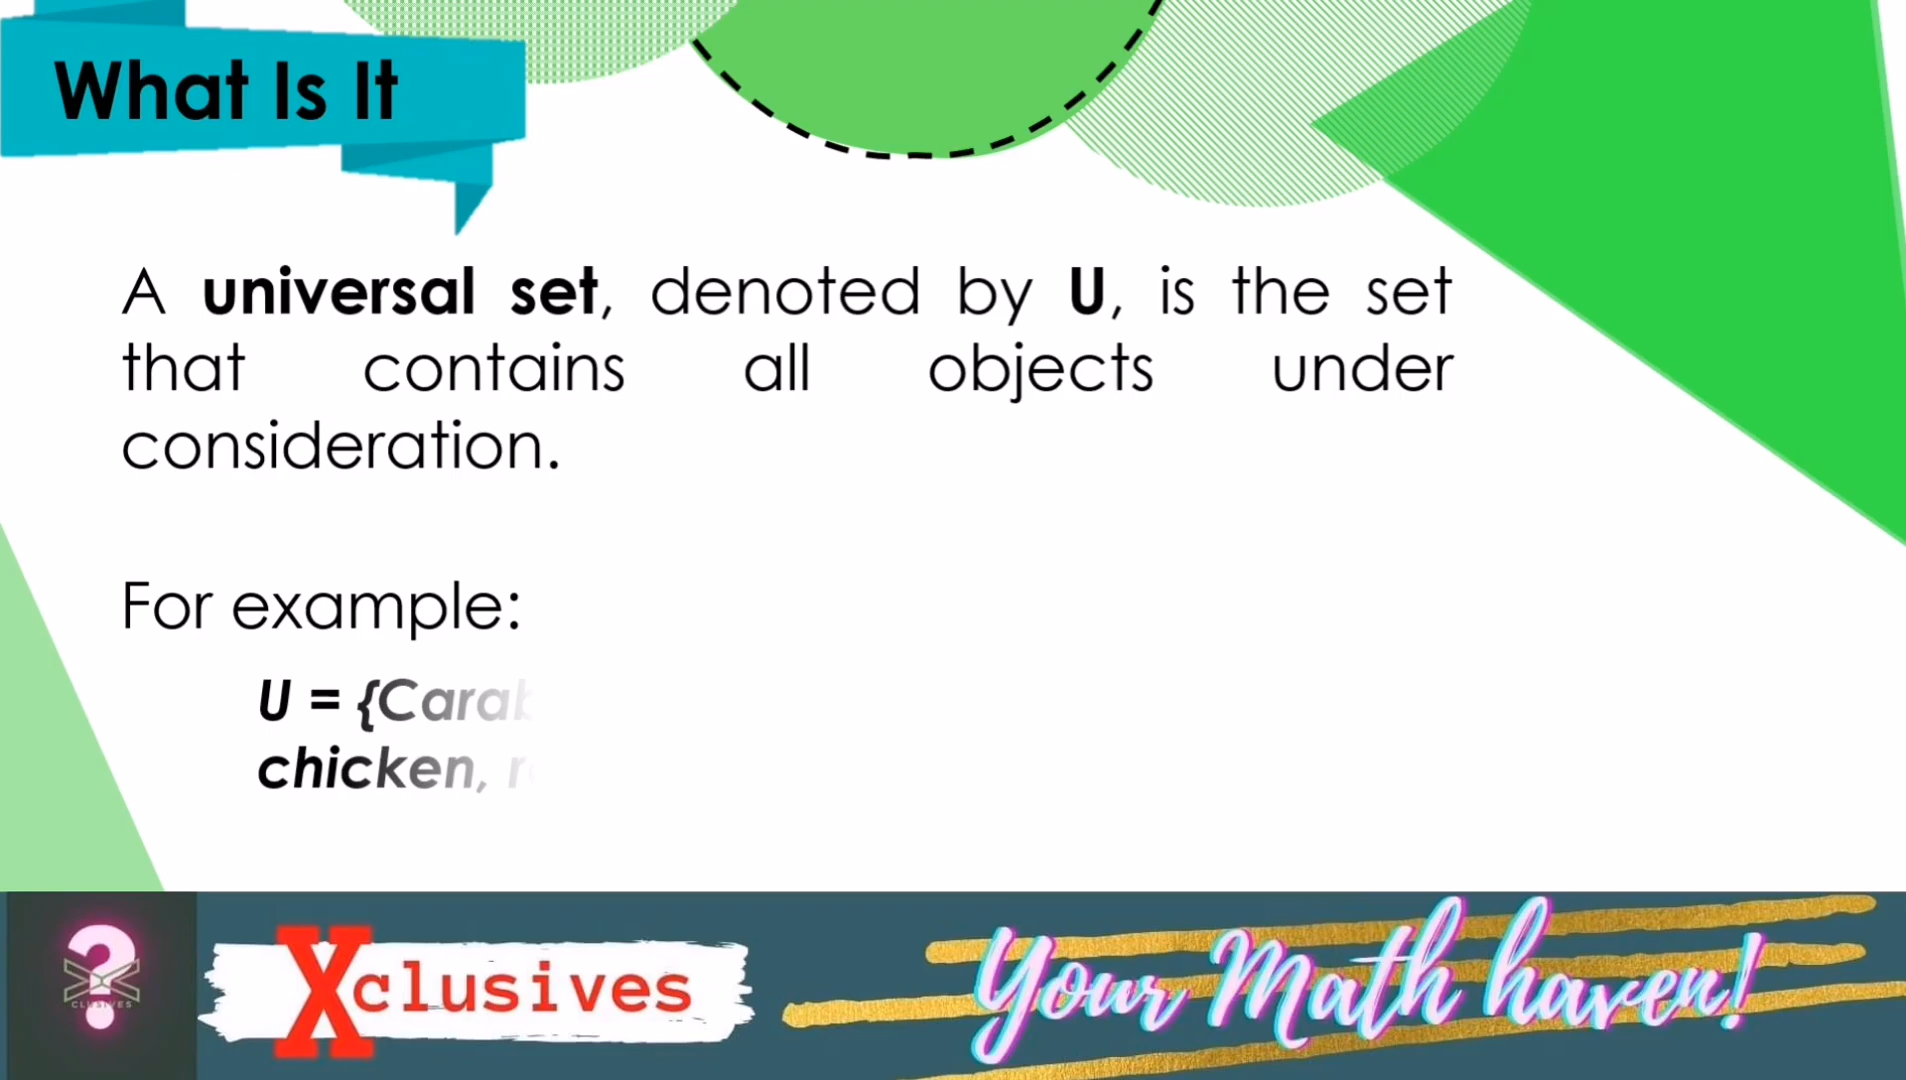 What Is It
A universal set, denoted by U, is the set
that contains all objects under
consideration.
For example:
U =
chicken,
?
CLUSIVES
Xclusives
Your Math haven!